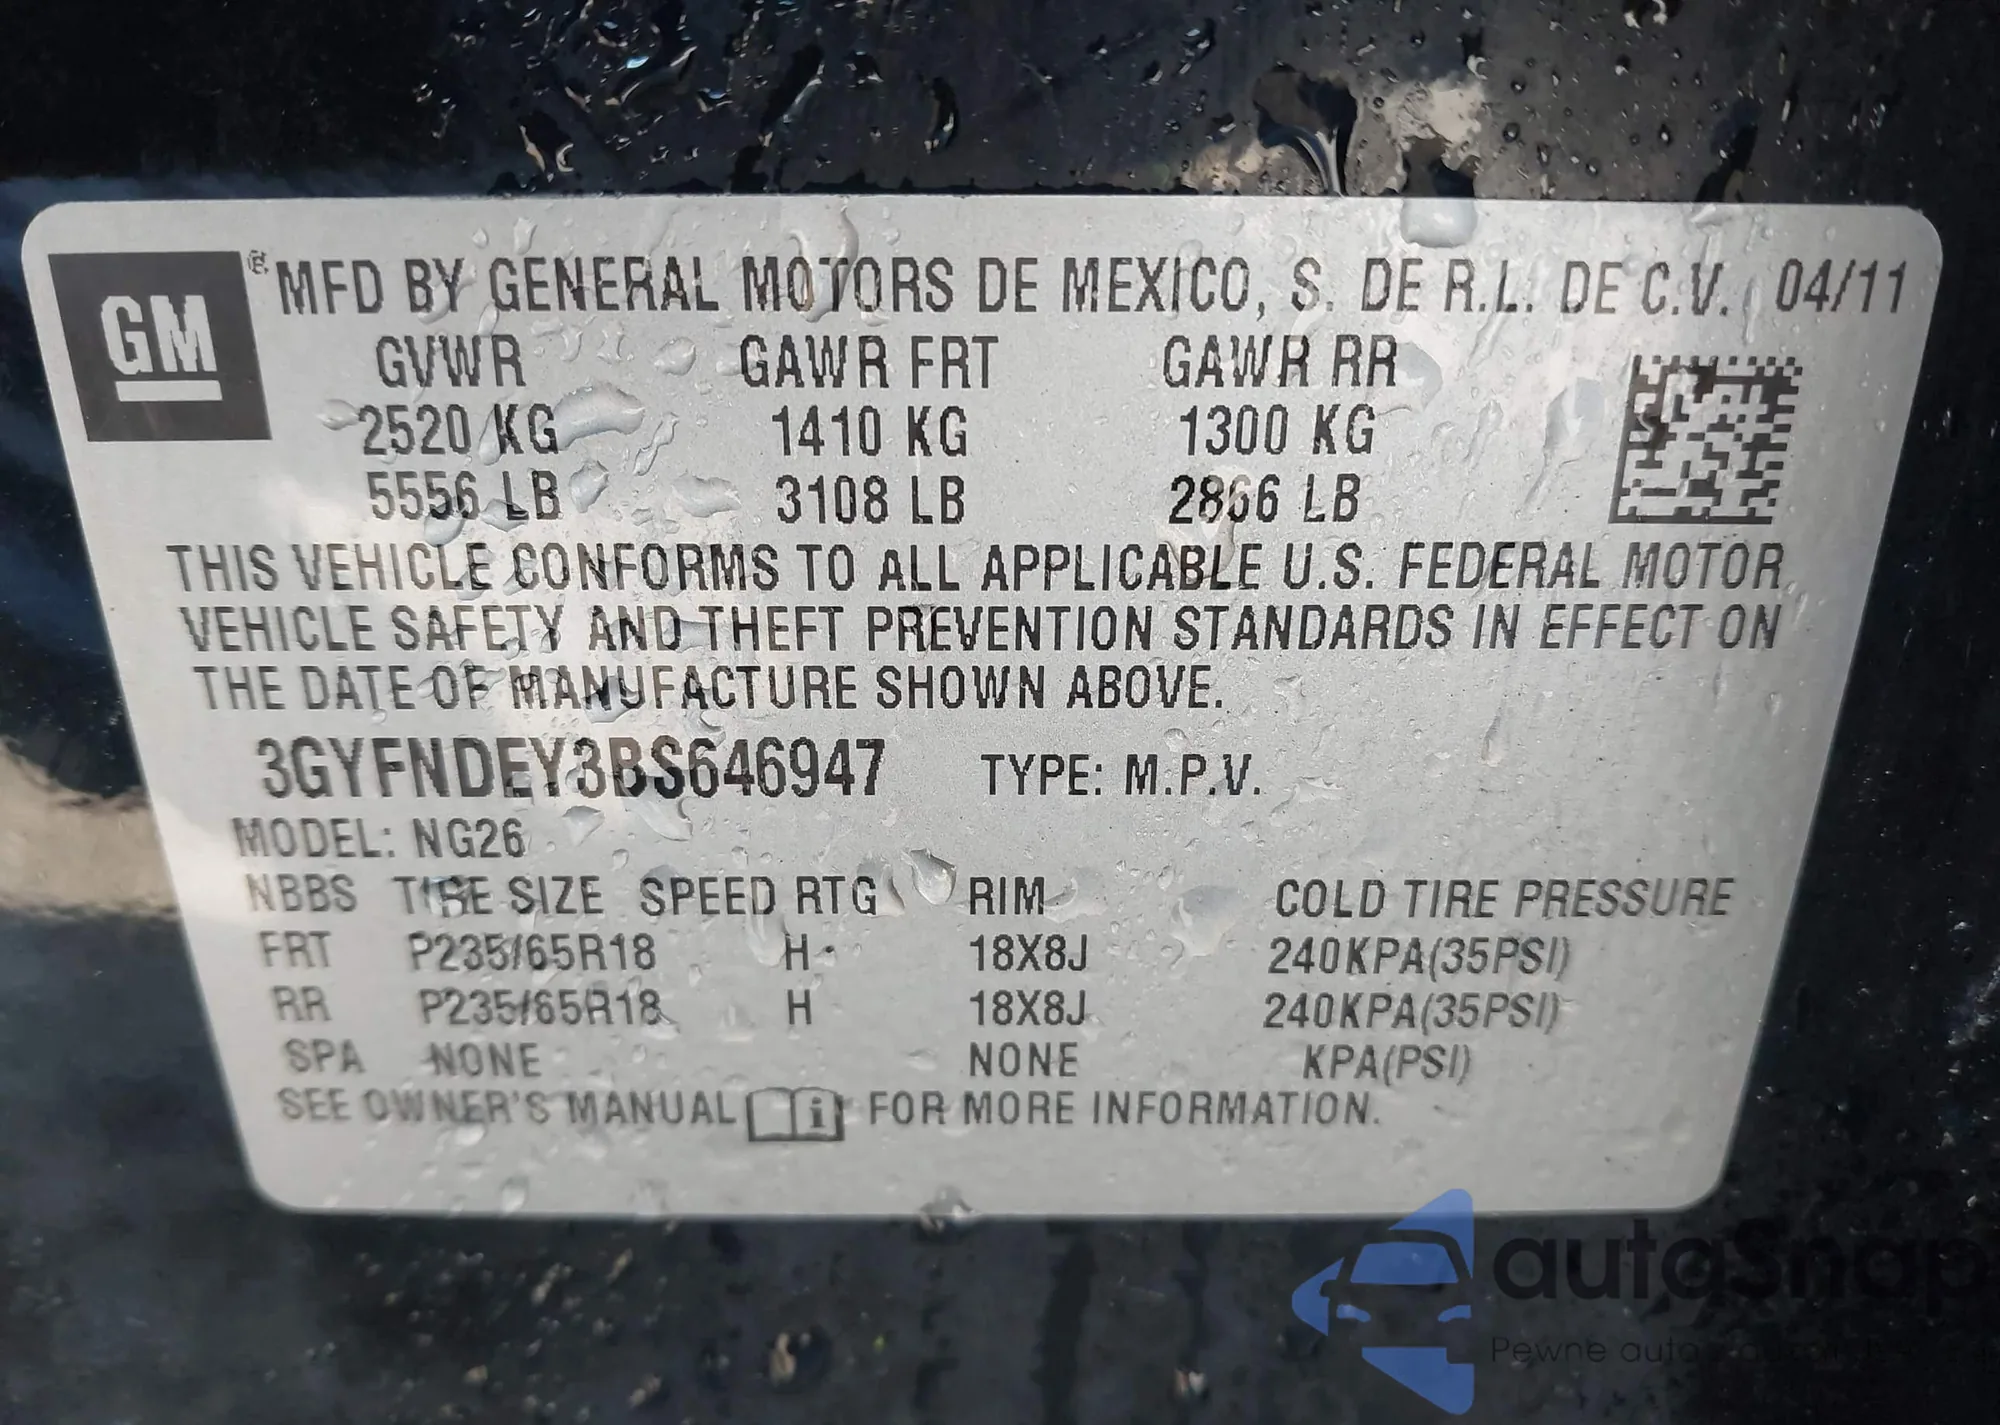 GM
® MFD BY GENERAL MOTORS DE MEXICO, S. DE R.L. DE C.V. 04/11
GVWR GAWR FRT GAWR RR
2520 KG 1410 KG 1300 KG
5556 LB 3108 LB 2866 LB
THIS VEHICLE CONFORMS TO ALL APPLICABLE U.S. FEDERAL MOTOR
VEHICLE SAFETY AND THEFT PREVENTION STANDARDS IN EFFECT ON
THE DATE OF MANUFACTURE SHOWN ABOVE.
3GYFNDEY3BS646947 TYPE: M.P.V.
MODEL: NG26
NBBS TIRE SIZE SPEED RTG RIM COLD TIRE PRESSURE
FRT P235/65R18 H 18X8J 240KPA(35PSI)
RR P235/65R18 H 18X8J 240KPA(35PSI)
SPA NONE NONE KPA(PSI)
SEE OWNER'S MANUAL i FOR MORE INFORMATION.
autoSnap
Pewne auta